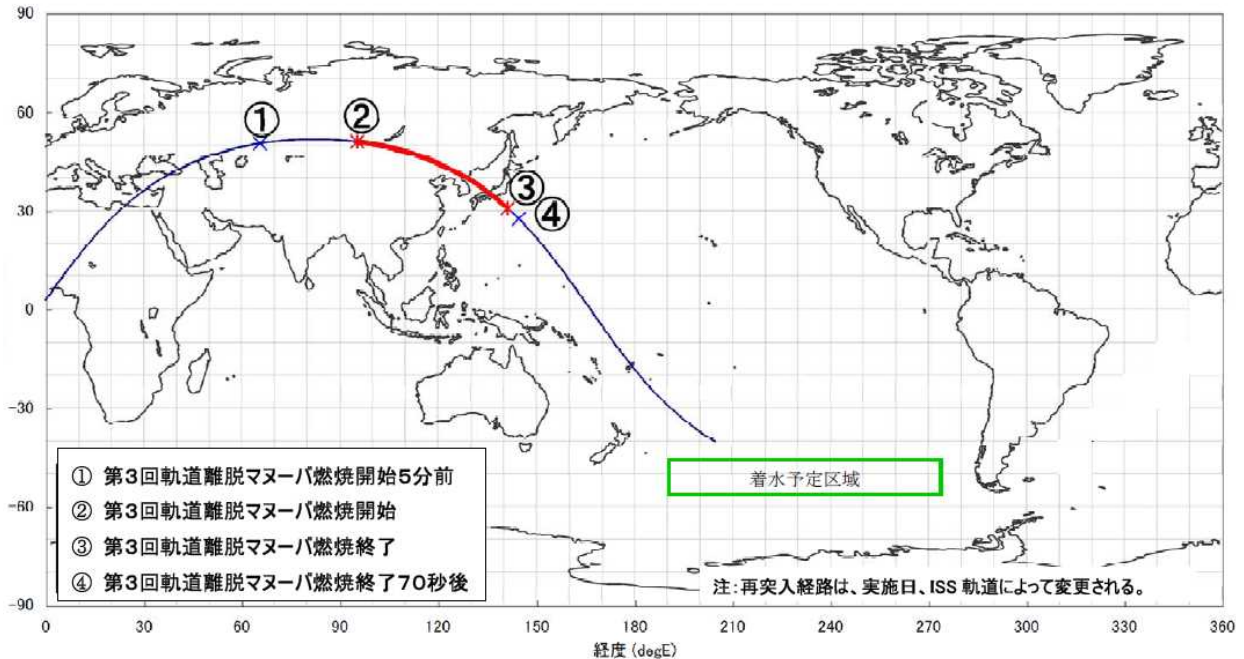 90
60
30
0
-30
-60
-90
①
②
③
④
着水予定区域
① 第3回軌道離脱マヌーバ燃焼開始5分前
② 第3回軌道離脱マヌーバ燃焼開始
③ 第3回軌道離脱マヌーバ燃焼終了
④ 第3回軌道離脱マヌーバ燃焼終了70秒後
注:再突入経路は、実施日、ISS 軌道によって変更される。
0 30 60 90 120 150 180 210 240 270 300 330 360
経度 (degE)